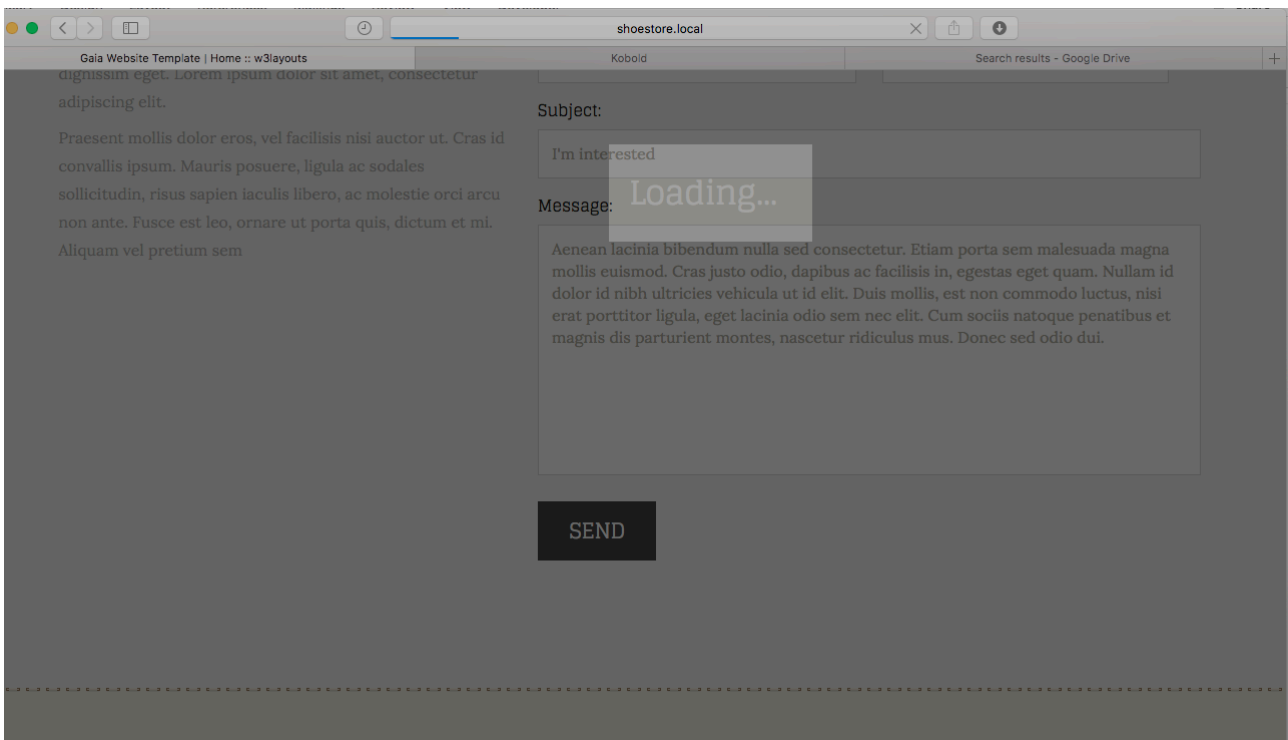 shoestore.local
Gaia Website Template | Home :: w3layouts
Kobold
Search results - Google Drive
dignissim eget. Lorem ipsum dolor sit amet, consectetur
adipiscing elit.
Praesent mollis dolor eros, vel facilisis nisi auctor ut. Cras id
convallis ipsum. Mauris posuere, ligula ac sodales
sollicitudin, risus sapien iaculis libero, ac molestie orci arcu
non ante. Fusce est leo, ornare ut porta quis, dictum et mi.
Aliquam vel pretium sem
Subject:
I'm interested
Loading...
Message:
Aenean lacinia bibendum nulla sed consectetur. Etiam porta sem malesuada magna
mollis euismod. Cras justo odio, dapibus ac facilisis in, egestas eget quam. Nullam id
dolor id nibh ultricies vehicula ut id elit. Duis mollis, est non commodo luctus, nisi
erat porttitor ligula, eget lacinia odio sem nec elit. Cum sociis natoque penatibus et
magnis dis parturient montes, nascetur ridiculus mus. Donec sed odio dui.
SEND